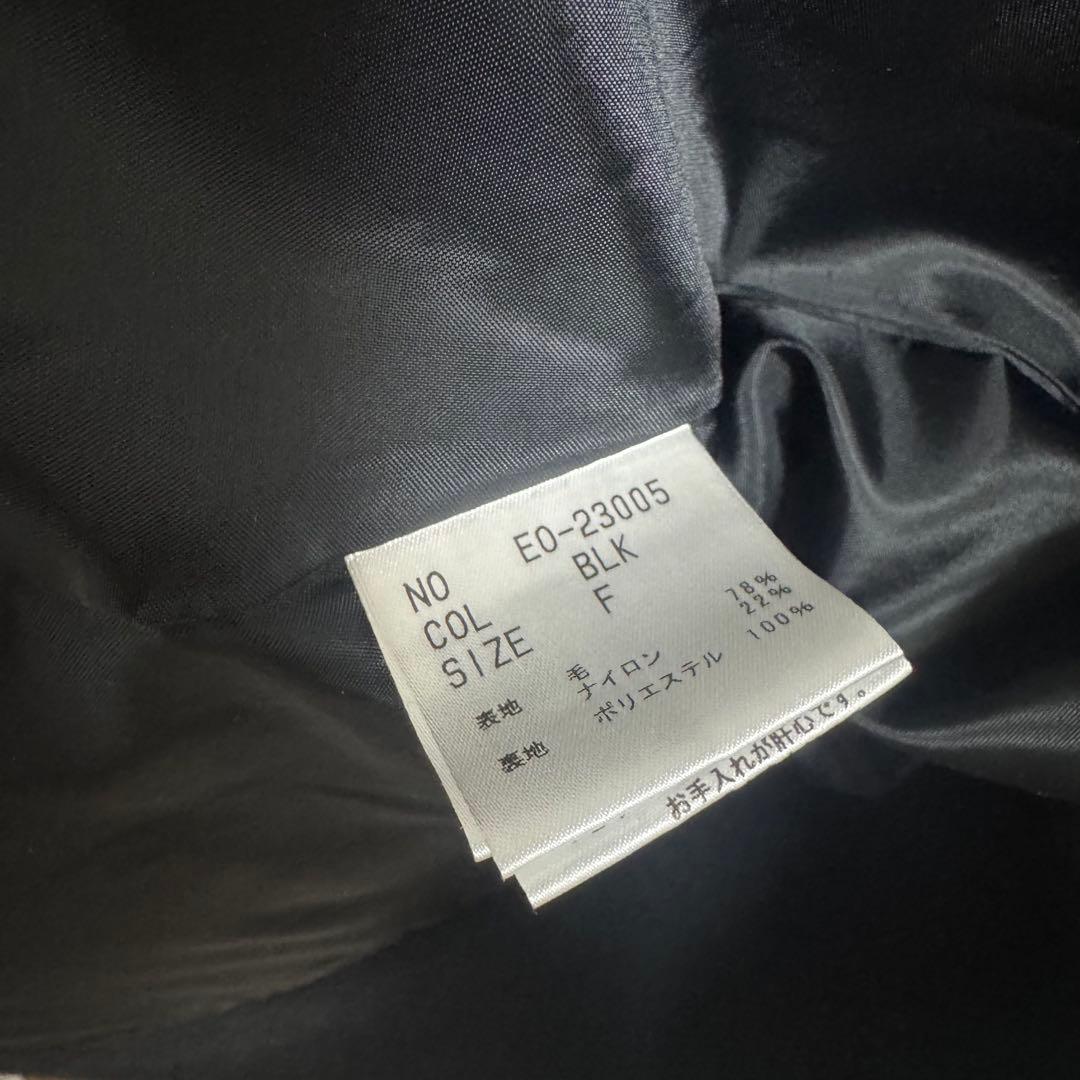 NO E0-23005
COL BLK
SIZE F
表地 毛 78%
ナイロン 22%
裏地 ポリエステル 100%
お手入れが肝心です。